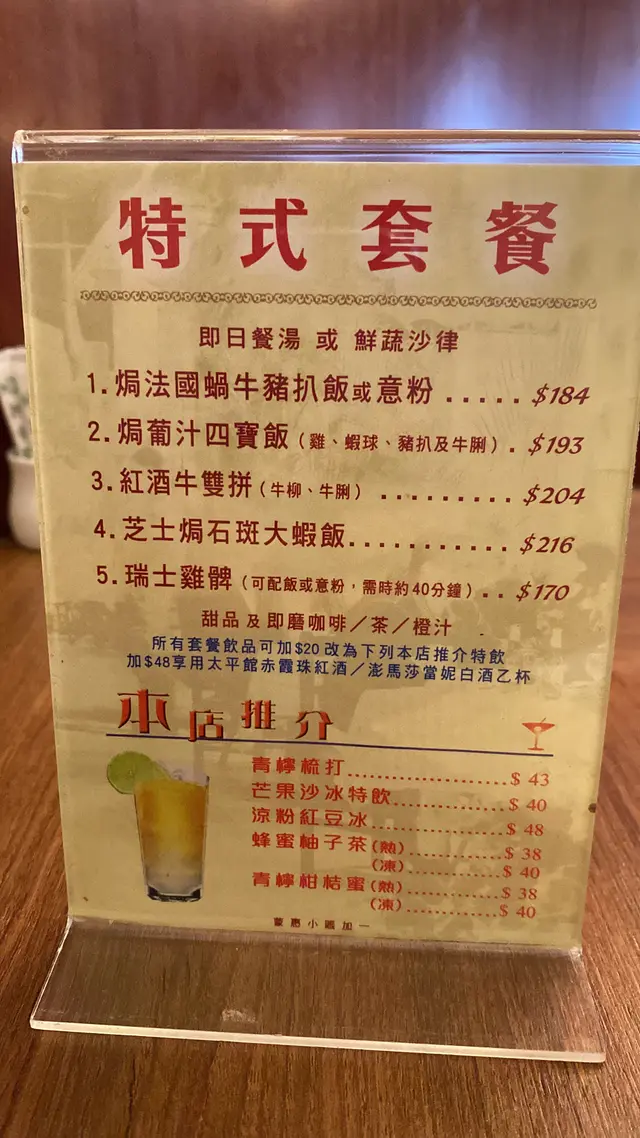 特式套餐
即日餐湯 或 鮮蔬沙律
1. 焗法國蝸牛豬扒飯或意粉 ..... $184
2. 焗葡汁四寶飯 (雞、蝦球、豬扒及牛脷) . $193
3. 紅酒牛雙拼 (牛柳、牛脷) ......... $204
4. 芝士焗石斑大蝦飯........... $216
5. 瑞士雞髀 (可配飯或意粉，需時約40分鐘) .. $170
甜品 及 即磨咖啡／茶／橙汁
所有套餐飲品可加$20 改為下列本店推介特飲
加$48享用太平館赤霞珠紅酒／澎馬莎當妮白酒乙杯
本店推介
青檸梳打.......................$ 43
芒果沙冰特飲.................$ 40
涼粉紅豆冰....................$ 48
蜂蜜柚子茶(熱)..............$ 38
(凍)..............$ 40
青檸柑桔蜜(熱)..............$ 38
(凍)..............$ 40
蒙惠小賬加一